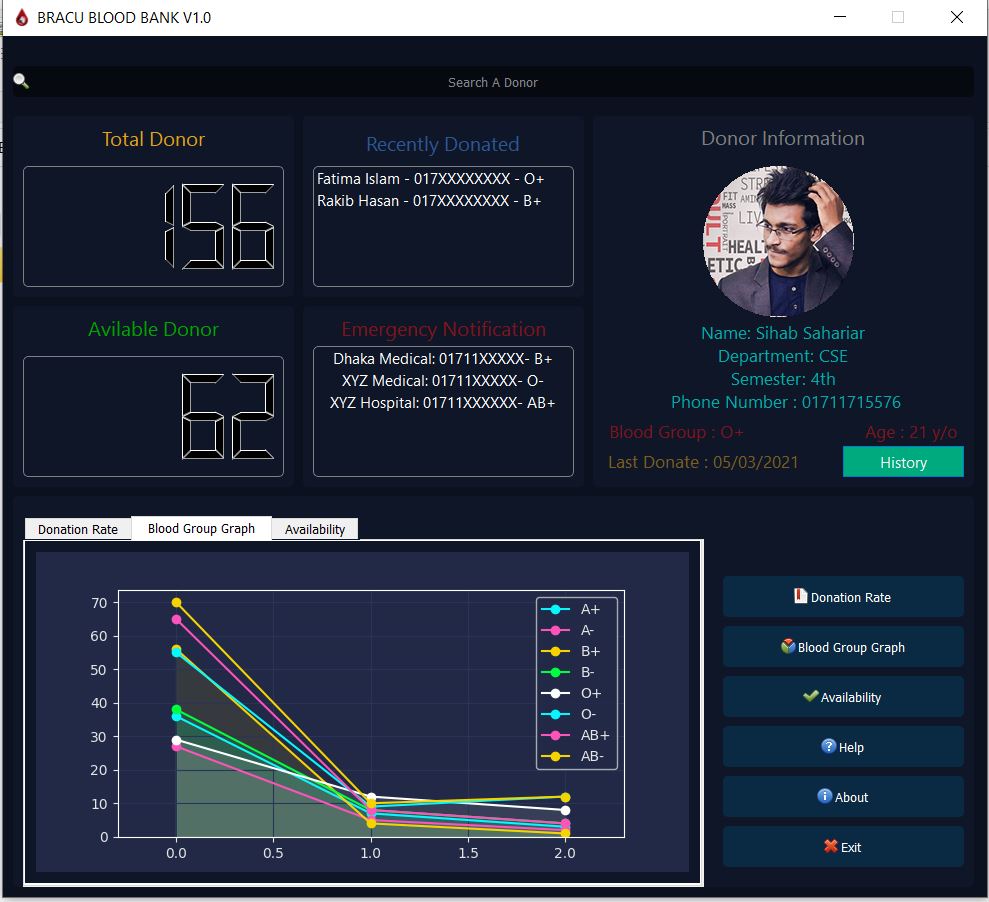 BRACU BLOOD BANK V1.0
Search A Donor
Total Donor
156
Recently Donated
Fatima Islam - 017XXXXXXXX - O+
Rakib Hasan - 017XXXXXXXX - B+
Avilable Donor
62
Emergency Notification
Dhaka Medical: 01711XXXXX- B+
XYZ Medical: 01711XXXXX- O-
XYZ Hospital: 01711XXXXXX- AB+
Donor Information
Name: Sihab Sahariar
Department: CSE
Semester: 4th
Phone Number : 01711715576
Blood Group : O+ Age : 21 y/o
Last Donate : 05/03/2021 History
Donation Rate Blood Group Graph Availability
70
60
50
40
30
20
10
0
0.0 0.5 1.0 1.5 2.0
A+
A-
B+
B-
O+
O-
AB+
AB-
Donation Rate
Blood Group Graph
Availability
Help
About
Exit